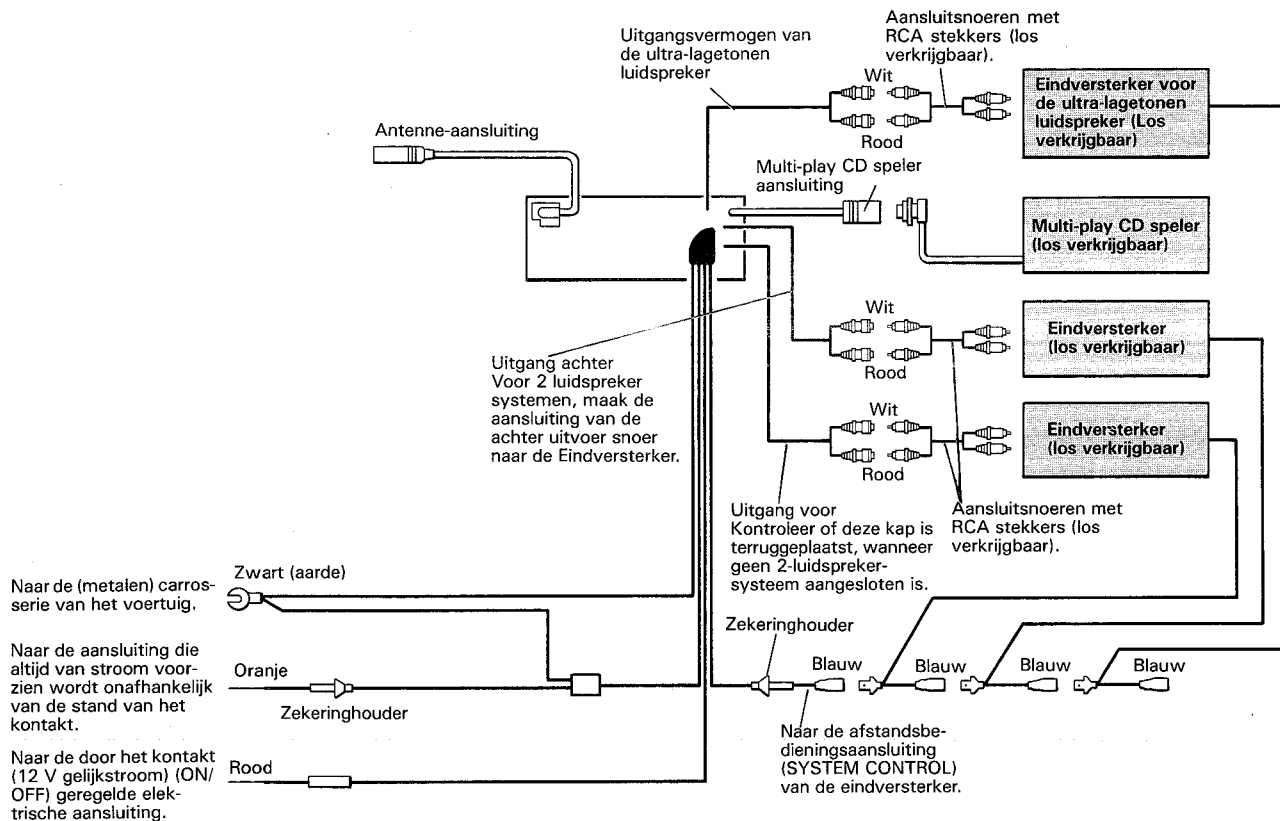 Uitgangsvermogen van
de ultra-lagetonen
luidspreker
Aansluitsnoeren met
RCA stekkers (los
verkrijgbaar).
Wit
Rood
Eindversterker voor
de ultra-lagetonen
luidspreker (Los
verkrijgbaar)
Antenne-aansluiting
Multi-play CD speler
aansluiting
Multi-play CD speler
(los verkrijgbaar)
Wit
Rood
Eindversterker
(los verkrijgbaar)
Uitgang achter
Voor 2 luidspreker
systemen, maak de
aansluiting van de
achter uitvoer snoer
naar de Eindversterker.
Wit
Rood
Eindversterker
(los verkrijgbaar)
Uitgang voor
Kontroleer of deze kap is
terruggeplaatst, wanneer
geen 2-luidspreker-
systeem aangesloten is.
Aansluitsnoeren met
RCA stekkers (los
verkrijgbaar).
Naar de (metalen) carros-
serie van het voertuig.
Zwart (aarde)
Naar de aansluiting die
altijd van stroom voor-
zien wordt onafhankelijk
van de stand van het
kontakt.
Oranje
Zekeringhouder
Zekeringhouder
Blauw
Blauw
Blauw
Blauw
Naar de afstandsbe-
dieningsaansluiting
(SYSTEM CONTROL)
van de eindversterker.
Naar de door het kontakt
(12 V gelijkstroom) (ON/
OFF) geregelde elek-
trische aansluiting.
Rood